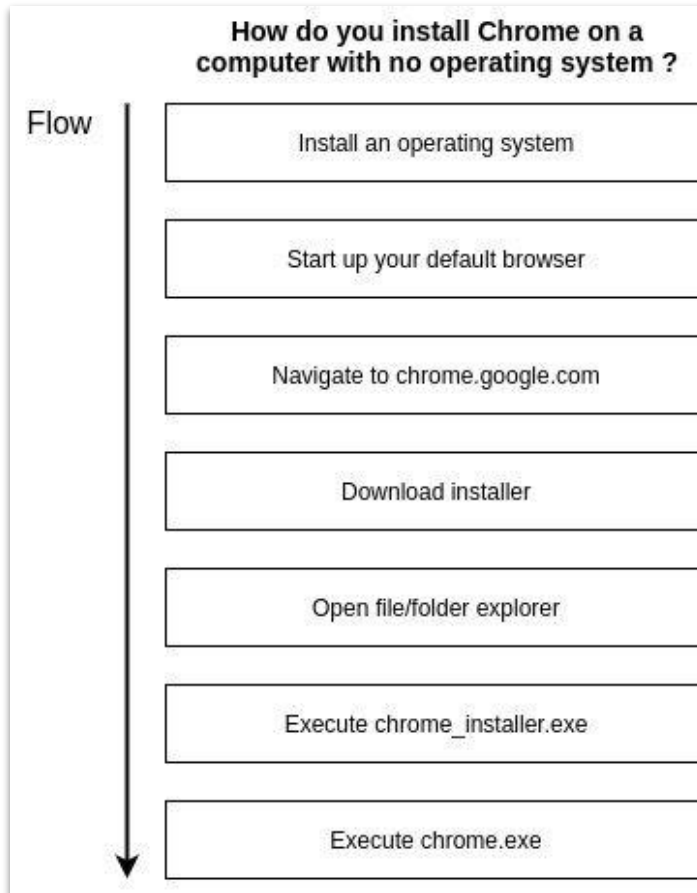 How do you install Chrome on a
computer with no operating system ?
Flow
Install an operating system
Start up your default browser
Navigate to chrome.google.com
Download installer
Open file/folder explorer
Execute chrome_installer.exe
Execute chrome.exe